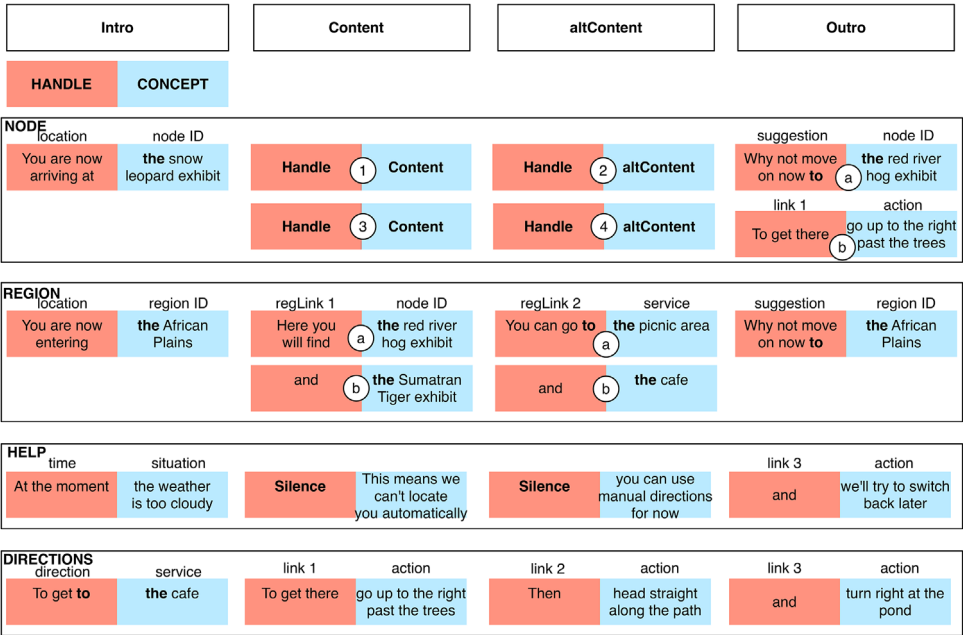 Intro
Content
altContent
Outro
HANDLE
CONCEPT
NODE
location
node ID
You are now
arriving at
the snow
leopard exhibit
Handle
1
Content
Handle
2
altContent
suggestion
node ID
Why not move
on now to
a
the red river
hog exhibit
Handle
3
Content
Handle
4
altContent
link 1
action
To get there
b
go up to the right
past the trees
REGION
location
region ID
You are now
entering
the African
Plains
regLink 1
node ID
Here you
will find
a
the red river
hog exhibit
regLink 2
service
You can go to
a
the picnic area
suggestion
region ID
Why not move
on now to
the African
Plains
and
b
the Sumatran
Tiger exhibit
and
b
the cafe
HELP
time
situation
At the moment
the weather
is too cloudy
Silence
This means we
can't locate
you automatically
Silence
you can use
manual directions
for now
link 3
action
and
we'll try to switch
back later
DIRECTIONS
direction
service
To get to
the cafe
link 1
action
To get there
go up to the right
past the trees
link 2
action
Then
head straight
along the path
link 3
action
and
turn right at the
pond